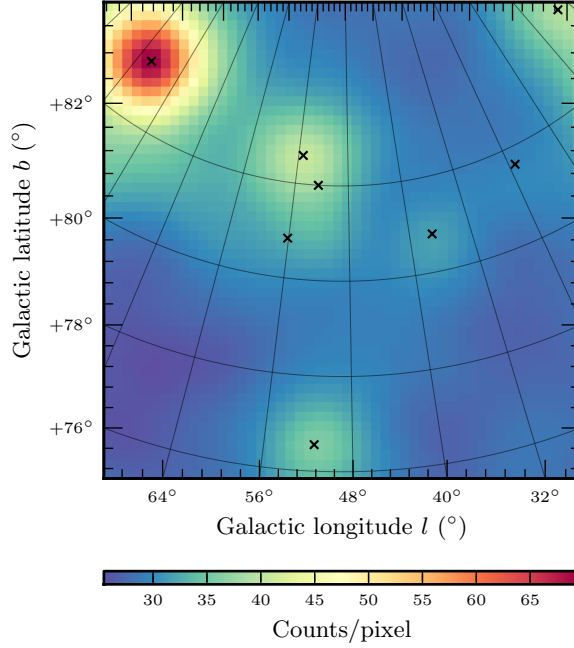 +82°
+80°
+78°
+76°
Galactic latitude b (°)
64° 56° 48° 40° 32°
Galactic longitude l (°)
30 35 40 45 50 55 60 65
Counts/pixel